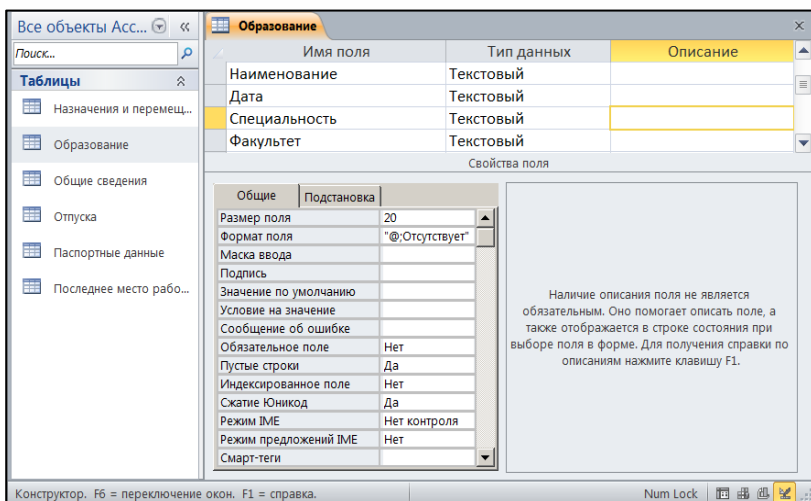 Все объекты Acc...
«
Поиск...
Таблицы
Назначения и перемещ...
Образование
Общие сведения
Отпуска
Паспортные данные
Последнее место рабо...
Образование
Имя поля Тип данных Описание
Наименование Текстовый
Дата Текстовый
Специальность Текстовый
Факультет Текстовый
Свойства поля
Общие Подстановка
Размер поля 20
Формат поля "@;Отсутствует"
Маска ввода
Подпись
Значение по умолчанию
Условие на значение
Сообщение об ошибке
Обязательное поле Нет
Пустые строки Да
Индексированное поле Нет
Сжатие Юникод Да
Режим IME Нет контроля
Режим предложений IME Нет
Смарт-теги
Наличие описания поля не является
обязательным. Оно помогает описать поле, а
также отображается в строке состояния при
выборе поля в форме. Для получения справки по
описаниям нажмите клавишу F1.
Конструктор. F6 = переключение окон. F1 = справка. Num Lock